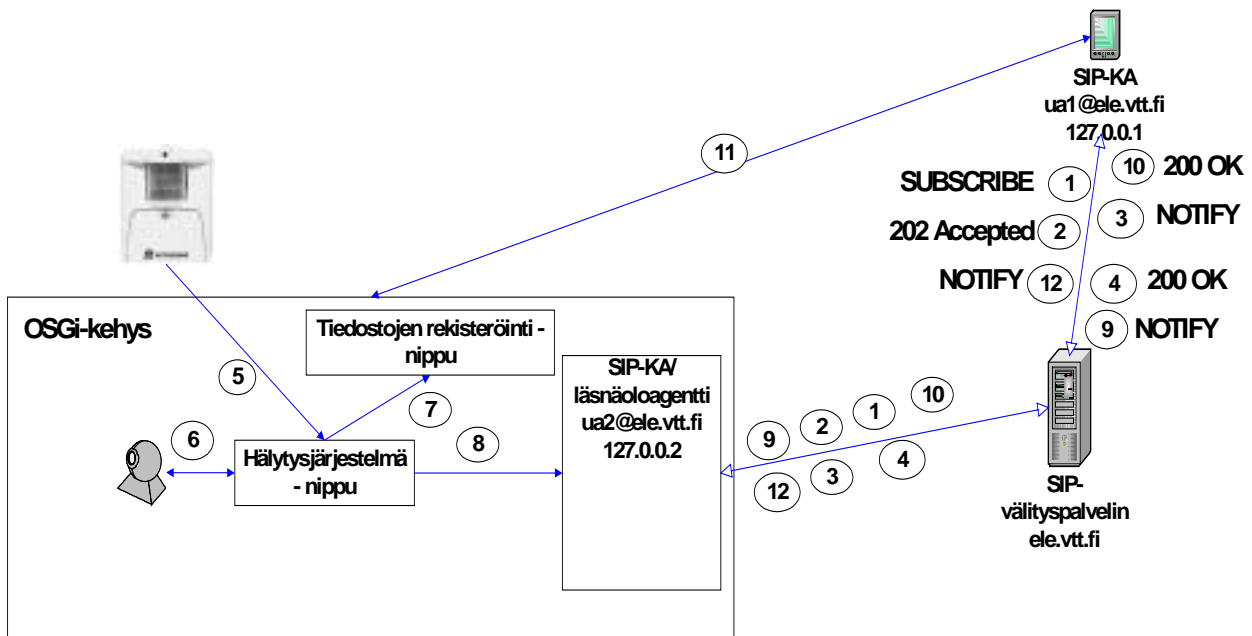 SIP-KA
ua1@ele.vtt.fi
127.0.0.1
11
10 200 OK
SUBSCRIBE 1
3 NOTIFY
202 Accepted 2
NOTIFY 12
4 200 OK
9 NOTIFY
OSGi-kehys
Tiedostojen rekisteröinti -
nippu
5
7
SIP-KA/
läsnäoloagentti
ua2@ele.vtt.fi
127.0.0.2
6
Hälytysjärjestelmä
- nippu
8
9
2
1
10
12
3
4
SIP-
välityspalvelin
ele.vtt.fi